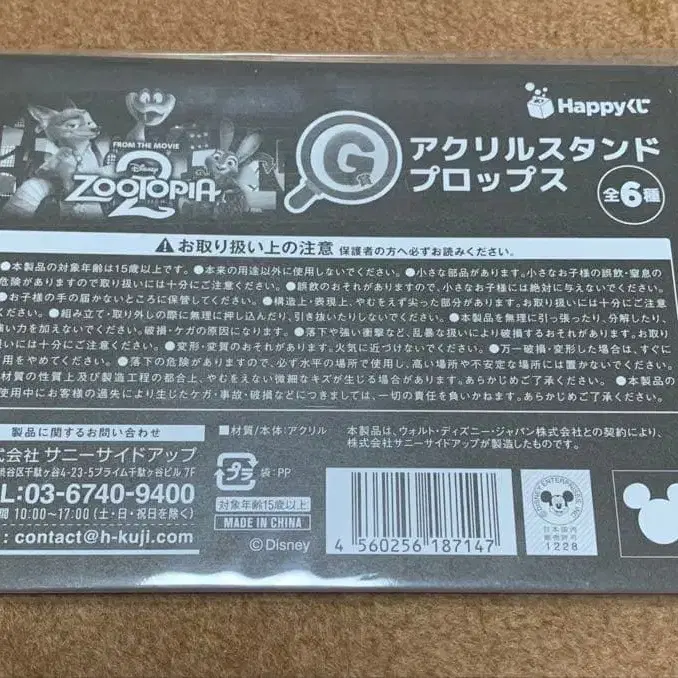 Happyくじ
FROM THE MOVIE
Disney
ZOOTOPIA
2
G賞
アクリルスタンド
プロップス
全6種
お取り扱い上の注意 保護者の方へ必ずお読みください。
●本製品の対象年齢は15歳以上です。●本来の用途以外に使用しないでください。●小さな部品があります。小さなお子様の誤飲・窒息の
危険がありますので取り扱いには十分にご注意ください。●誤飲のおそれがありますので、小さなお子様には絶対に与えないでください。
●お子様の手の届かないところに保管してください。●構造上・表現上、やむをえず尖った部分があります。お取り扱いには十分にご注意
ください。●組み立て・取り外しの際に無理に押し込んだり、引き抜いたりしないでください。●本製品を無理に引っ張ったり、分解したり、
強い力を加えないでください。破損・ケガの原因になります。●落下や強い衝撃など、乱暴な扱いにより破損するおそれがあります。お取り
扱いには十分にご注意ください。●変形・変質のおそれがあります。火気に近づけないでください。●万一破損・変形した場合は、すぐに
用をやめてください。●落下の危険がありますので、必ず水平の場所で使用し、高い場所や不安定な場所には置かないでください。
材質の性質上及び製造工程の都合上、やむをえない微細なキズが生じる場合があります。あらかじめご了承ください。●本製品の
使用中にお客様の過失により生じたケガ・事故・破損などにつきましては、一切の責任を負いかねます。あらかじめご了承ください。
製品に関するお問い合わせ
株式会社 サニーサイドアップ
渋谷区千駄ヶ谷4-23-5プライム千駄ヶ谷ビル 7F
EL:03-6740-9400
間 10:00~17:00(土・日・祝日を除く)
: contact@h-kuji.com
■材質/本体:アクリル
プラ
袋:PP
対象年齢15歳以上
MADE IN CHINA
©Disney
本製品は、ウォルト・ディズニー・ジャパン株式会社との契約により、
株式会社サニーサイドアップが製造したものです。
4 560256 187147
DISNEY ENTERPRISES, INC.
日本国内
販売許可
1228